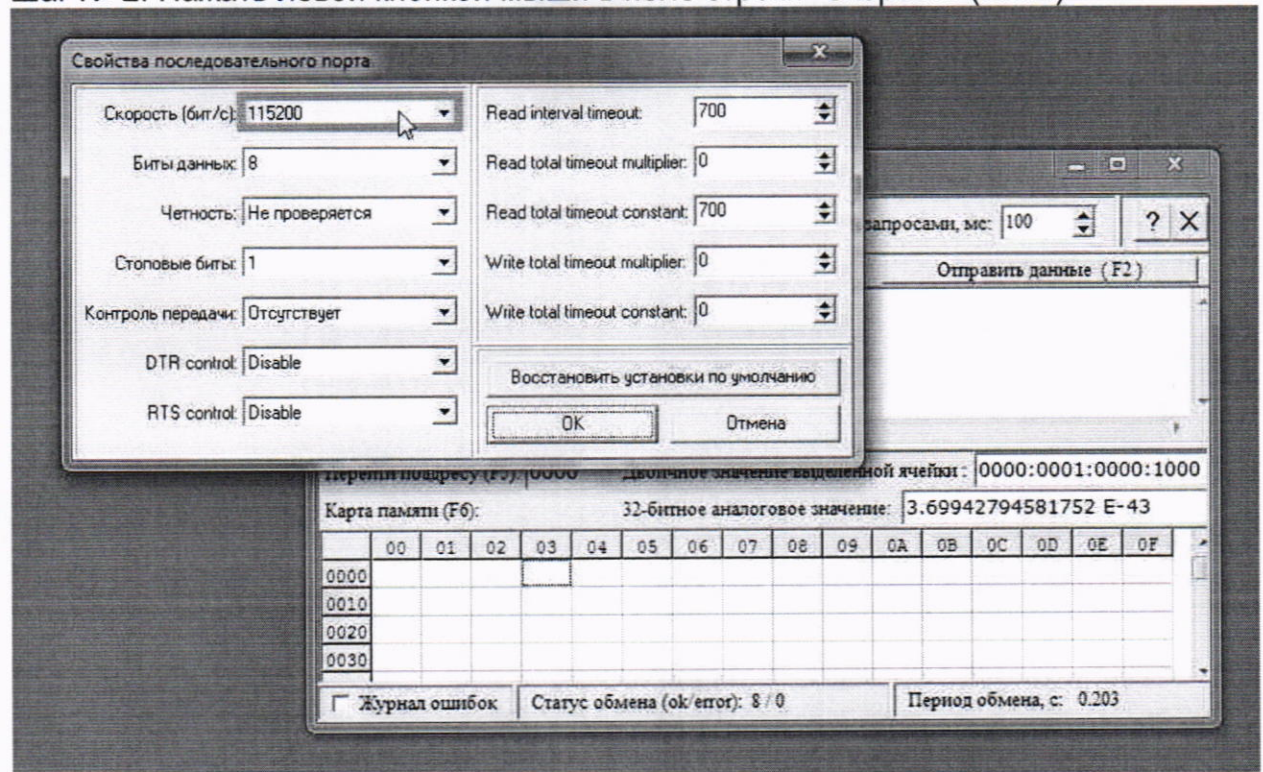 Свойства последовательного порта
Скорость (бит/с): 115200
Биты данных: 8
Четность: Не проверяется
Стоповые биты: 1
Контроль передачи: Отсутствует
DTR control: Disable
RTS control: Disable
Read interval timeout: 700
Read total timeout multiplier: 0
Read total timeout constant: 700
Write total timeout multiplier: 0
Write total timeout constant: 0
Восстановить установки по умолчанию
OK Отмена
запросами, мс: 100 ? X
Отправить данные (F2)
Перейти по адресу (F5): 0000 Двоичное значение выделенной ячейки: 0000:0001:0000:1000
Карта памяти (F6): 32-битное аналоговое значение: 3.69942794581752 E-43
00 01 02 03 04 05 06 07 08 09 0A 0B 0C 0D 0E 0F
0000
0010
0020
0030
Журнал ошибок Статус обмена (ok/error): 8 / 0 Период обмена, с: 0.203